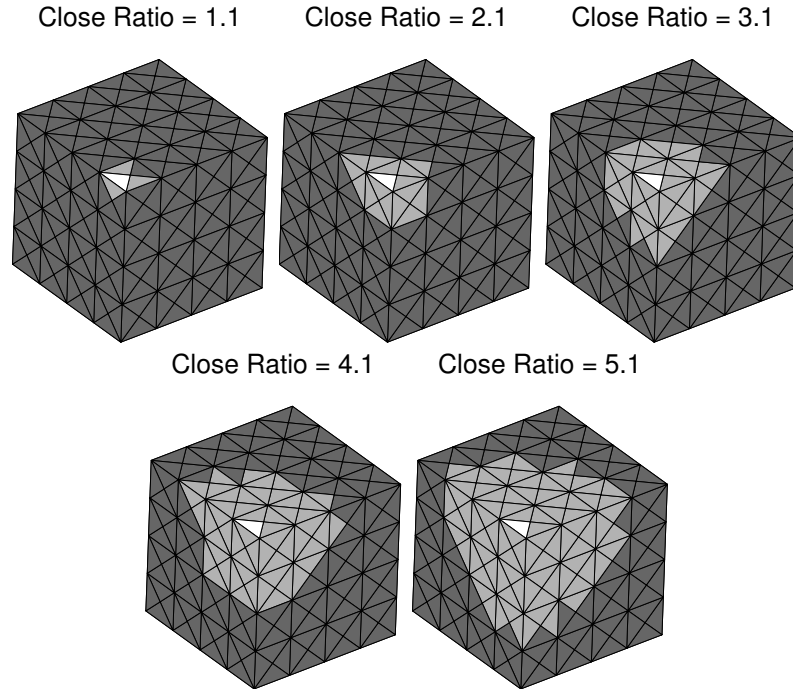 Close Ratio = 1.1
Close Ratio = 2.1
Close Ratio = 3.1
Close Ratio = 4.1
Close Ratio = 5.1